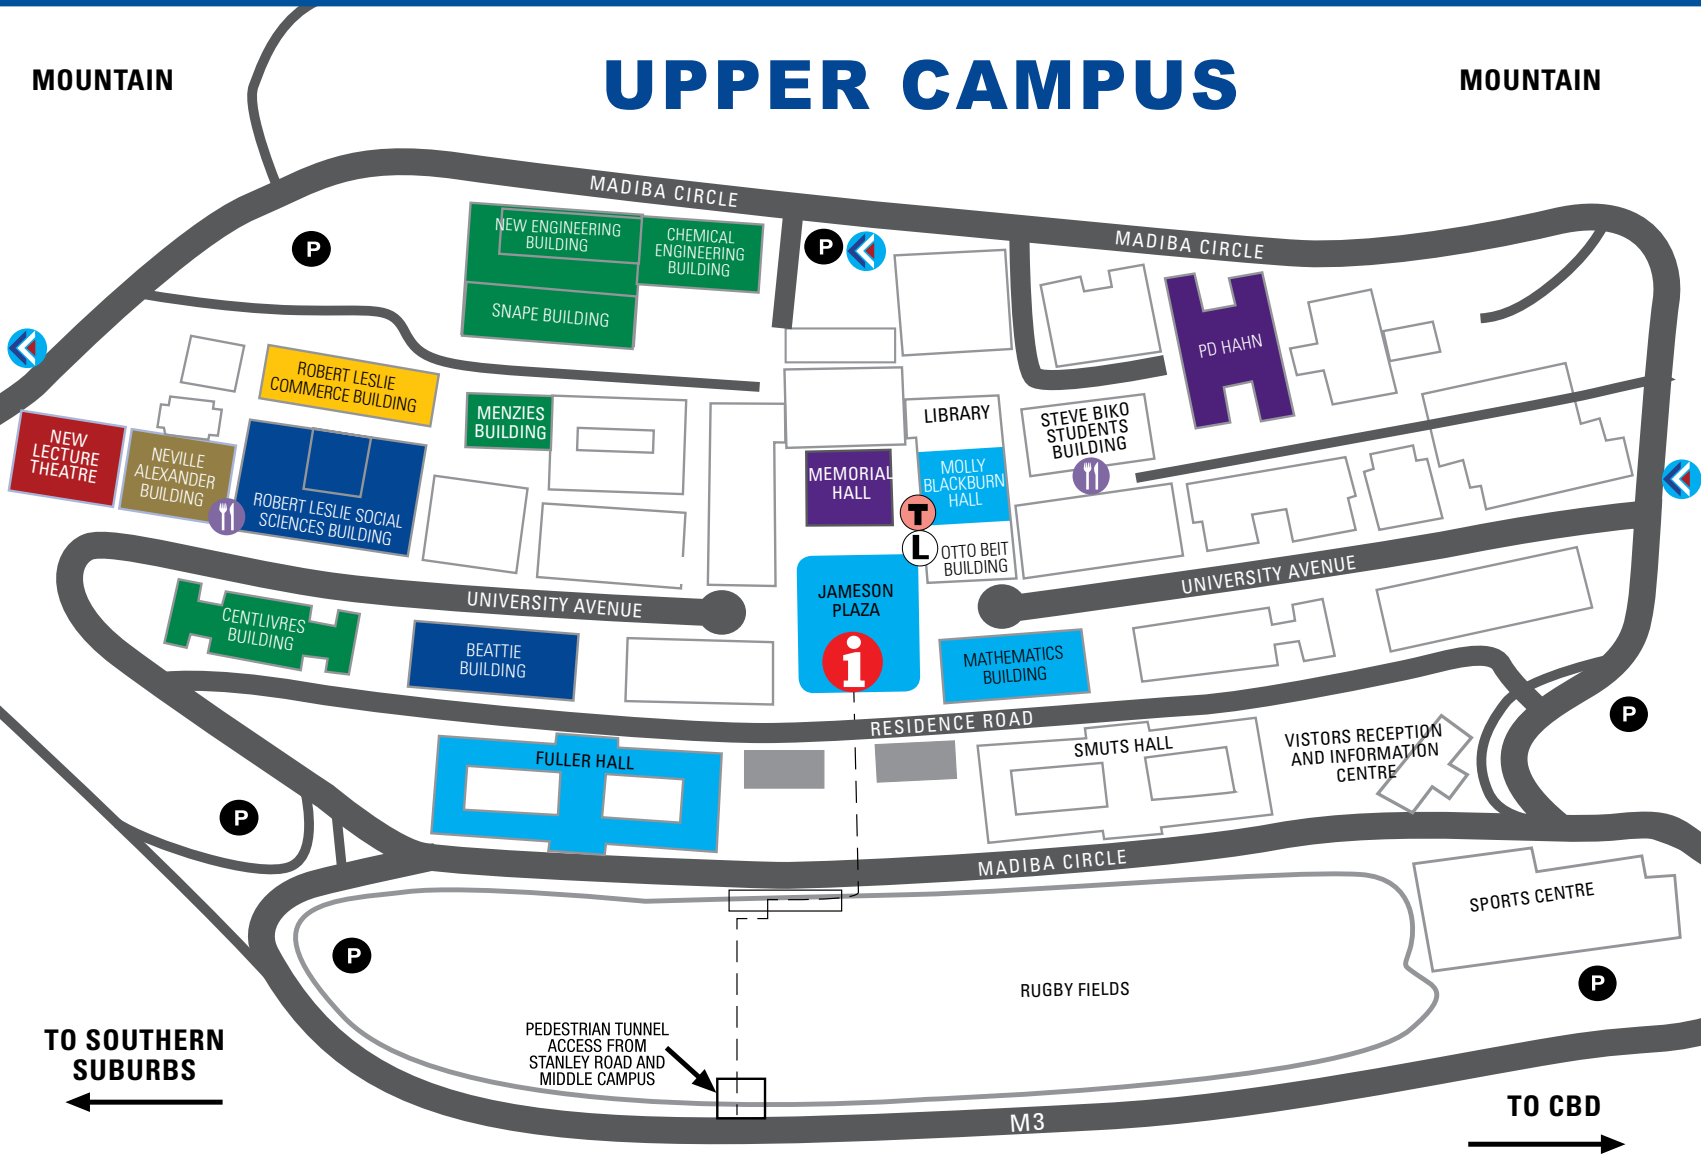 UPPER CAMPUS
MOUNTAIN
MOUNTAIN
MADIBA CIRCLE
MADIBA CIRCLE
P
P
NEW ENGINEERING
BUILDING
CHEMICAL
ENGINEERING
BUILDING
SNAPE BUILDING
PD HAHN
ROBERT LESLIE
COMMERCE BUILDING
MENZIES
BUILDING
LIBRARY
STEVE BIKO
STUDENTS
BUILDING
NEW
LECTURE
THEATRE
NEVILLE
ALEXANDER
BUILDING
ROBERT LESLIE SOCIAL
SCIENCES BUILDING
MEMORIAL
HALL
MOLLY
BLACKBURN
HALL
T
L
OTTO BEIT
BUILDING
UNIVERSITY AVENUE
UNIVERSITY AVENUE
JAMESON
PLAZA
i
CENTLIVRES
BUILDING
BEATTIE
BUILDING
MATHEMATICS
BUILDING
RESIDENCE ROAD
P
FULLER HALL
SMUTS HALL
VISTORS RECEPTION
AND INFORMATION
CENTRE
P
MADIBA CIRCLE
SPORTS CENTRE
P
P
RUGBY FIELDS
PEDESTRIAN TUNNEL
ACCESS FROM
STANLEY ROAD AND
MIDDLE CAMPUS
TO SOUTHERN
SUBURBS
M3
TO CBD